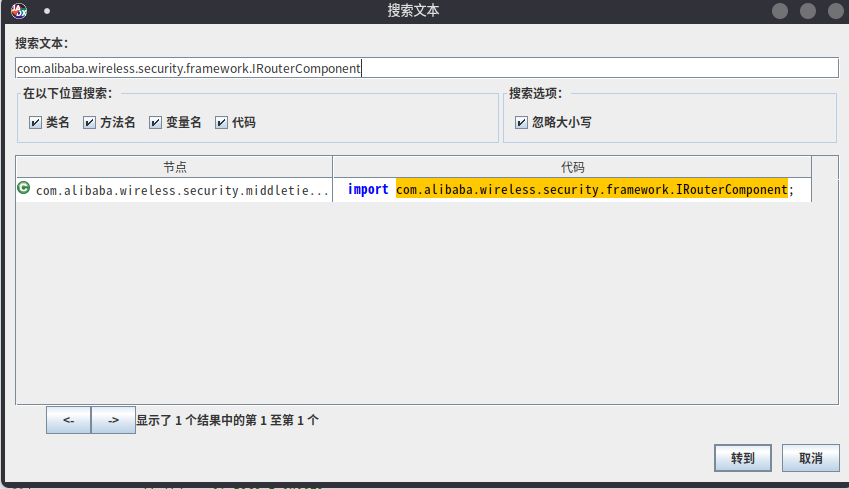 搜索文本
搜索文本：
com.alibaba.wireless.security.framework.IRouterComponent
在以下位置搜索：
类名 方法名 变量名 代码
搜索选项：
忽略大小写
节点 代码
com.alibaba.wireless.security.middletie... import com.alibaba.wireless.security.framework.IRouterComponent;
<- -> 显示了 1 个结果中的第 1 至第 1 个
转到 取消